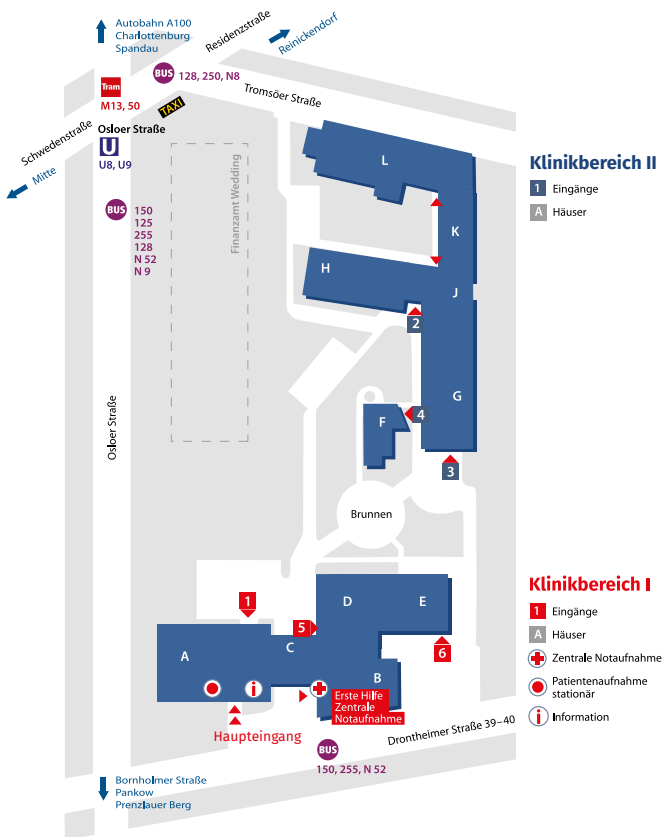 Autobahn A100
Charlottenburg
Spandau
Residenzstraße
Reinickendorf
BUS 128, 250, N8
Tram
M13, 50
TAXI
Tromsöer Straße
Schwedenstraße
Osloer Straße
U
U8, U9
Mitte
BUS 150
125
255
128
N 52
N 9
Finanzamt Wedding
Osloer Straße
L
K
H
J
2
G
F
4
3
Brunnen
Klinikbereich II
1 Eingänge
A Häuser
1
D
E
5
C
6
A
B
i
Erste Hilfe
Zentrale
Notaufnahme
Haupteingang
Drontheimer Straße 39–40
BUS
150, 255, N 52
Bornholmer Straße
Pankow
Prenzlauer Berg
Klinikbereich I
1 Eingänge
A Häuser
Zentrale Notaufnahme
Patientenaufnahme
stationär
i Information